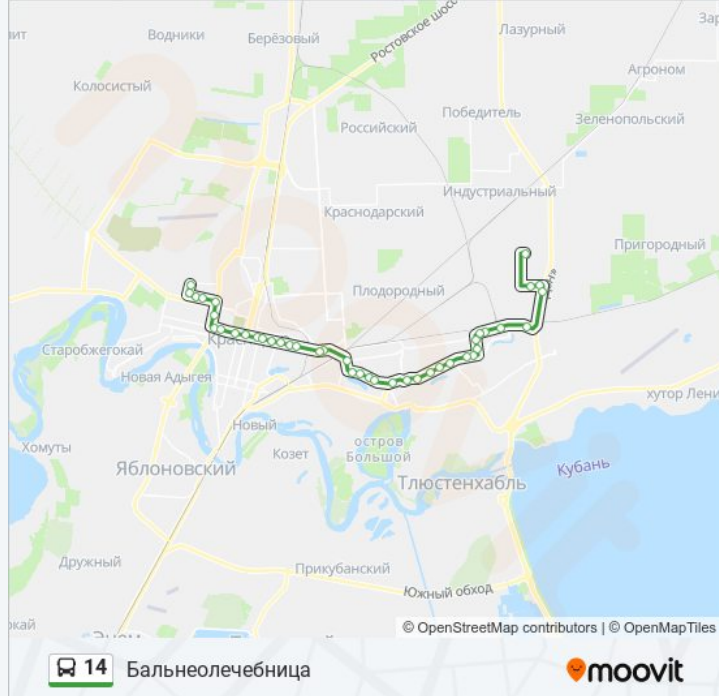 Водники
Берёзовый
Ростовское шосс
Лазурный
Колосистый
Агроном
Победитель
Зеленопольский
Российский
Индустриальный
Краснодарский
Пригородный
Плодородный
Старобжегокай
Новая Адыгея
хутор Лени
Новый
Хомуты
Козет
остров
Большой
Яблоновский
Кубань
Тлюстенхабль
Дружный
Прикубанский
Южный обход
© OpenStreetMap contributors | © OpenMapTiles
14 Бальнеолечебница
moovit